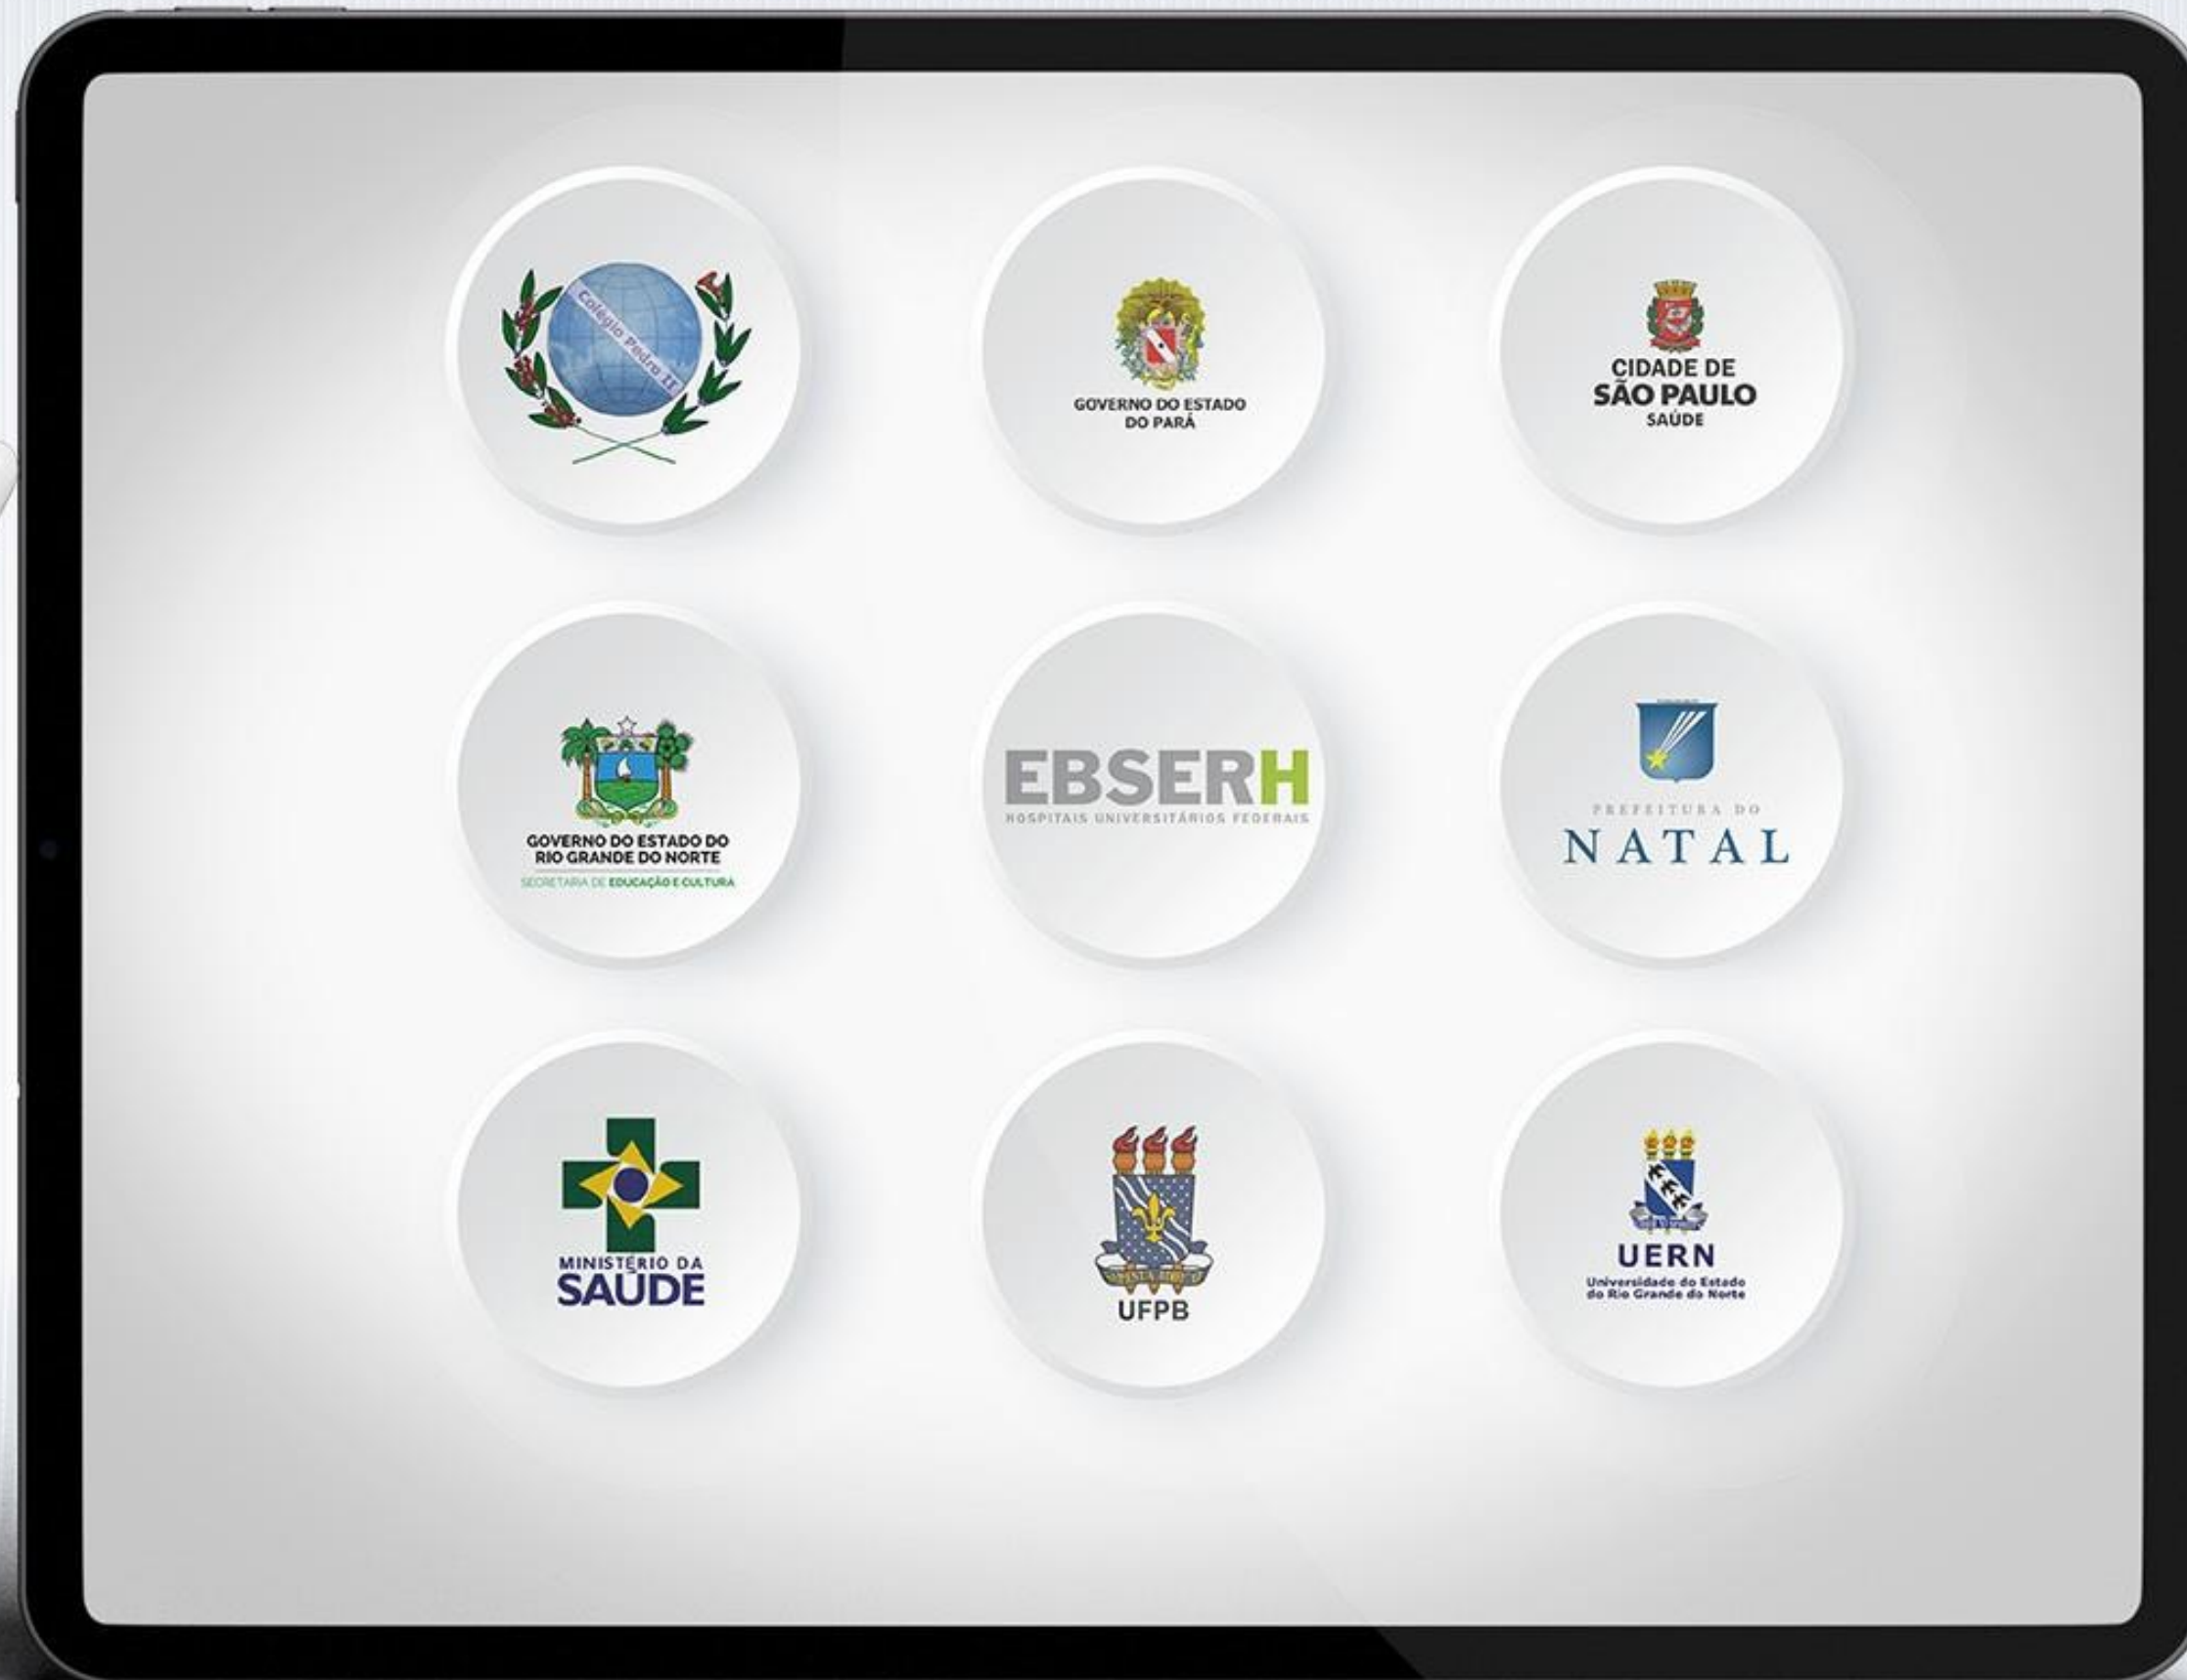 Colégio Pedro II
GOVERNO DO ESTADO
DO PARÁ
CIDADE DE
SÃO PAULO
SAÚDE
GOVERNO DO ESTADO DO
RIO GRANDE DO NORTE
SECRETARIA DE EDUCAÇÃO E CULTURA
EBSERH
HOSPITAIS UNIVERSITÁRIOS FEDERAIS
PREFEITURA DO
NATAL
MINISTÉRIO DA
SAÚDE
UFPB
UERN
Universidade do Estado
do Rio Grande do Norte